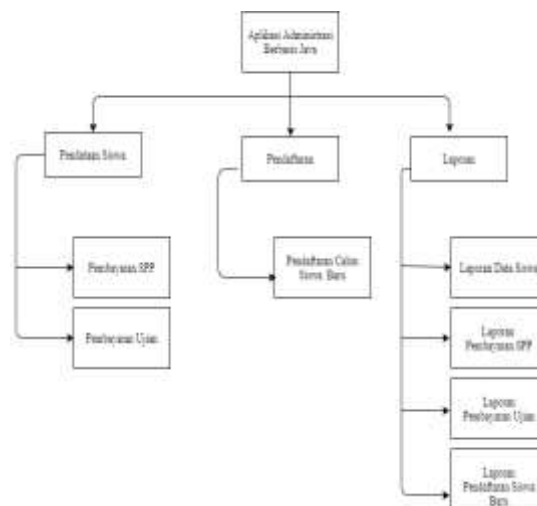 Aplikasi Administrasi
Berbasis Java
Pendataan Siswa
Pendaftaran
Laporan
Pembayaran SPP
Pendaftaran Calon
Siswa Baru
Laporan Data Siswa
Pembayaran Ujian
Laporan
Pembayaran SPP
Laporan
Pembayaran Ujian
Laporan
Pendaftaran Siswa
Baru